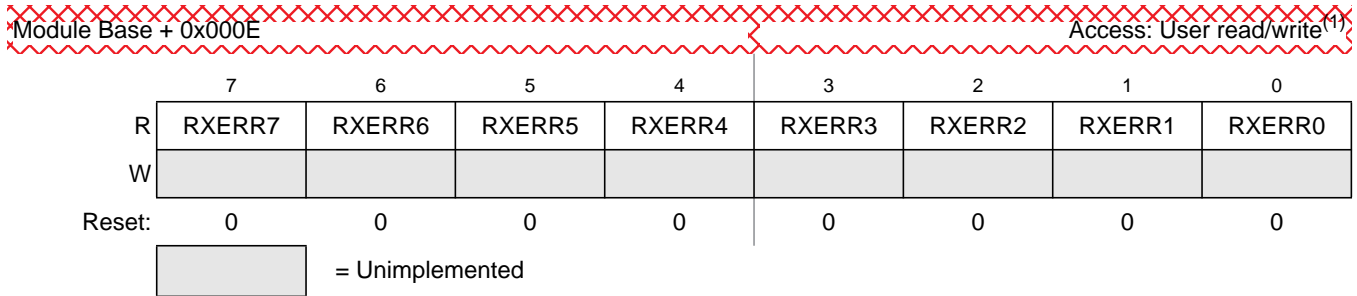 Module Base + 0x000E Access: User read/write(1)
7 6 5 4 3 2 1 0
R RXERR7 RXERR6 RXERR5 RXERR4 RXERR3 RXERR2 RXERR1 RXERR0
W
Reset: 0 0 0 0 0 0 0 0
= Unimplemented